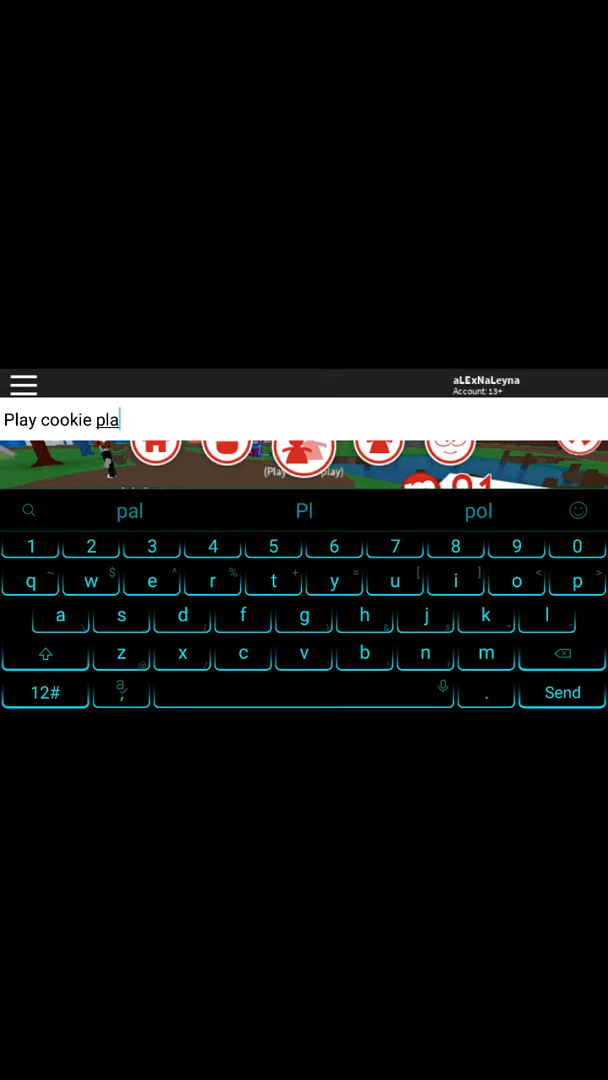 aLExNaLeyna
Account: 13+
Play cookie pla
(Play play)
91
pal Pl pol
1 2 3 4 5 6 7 8 9 0
q ~ w $ e ^ r % t + y = u [ i ] o < p >
a s d f g h j k l
z x c v b n m
12# a , . Send